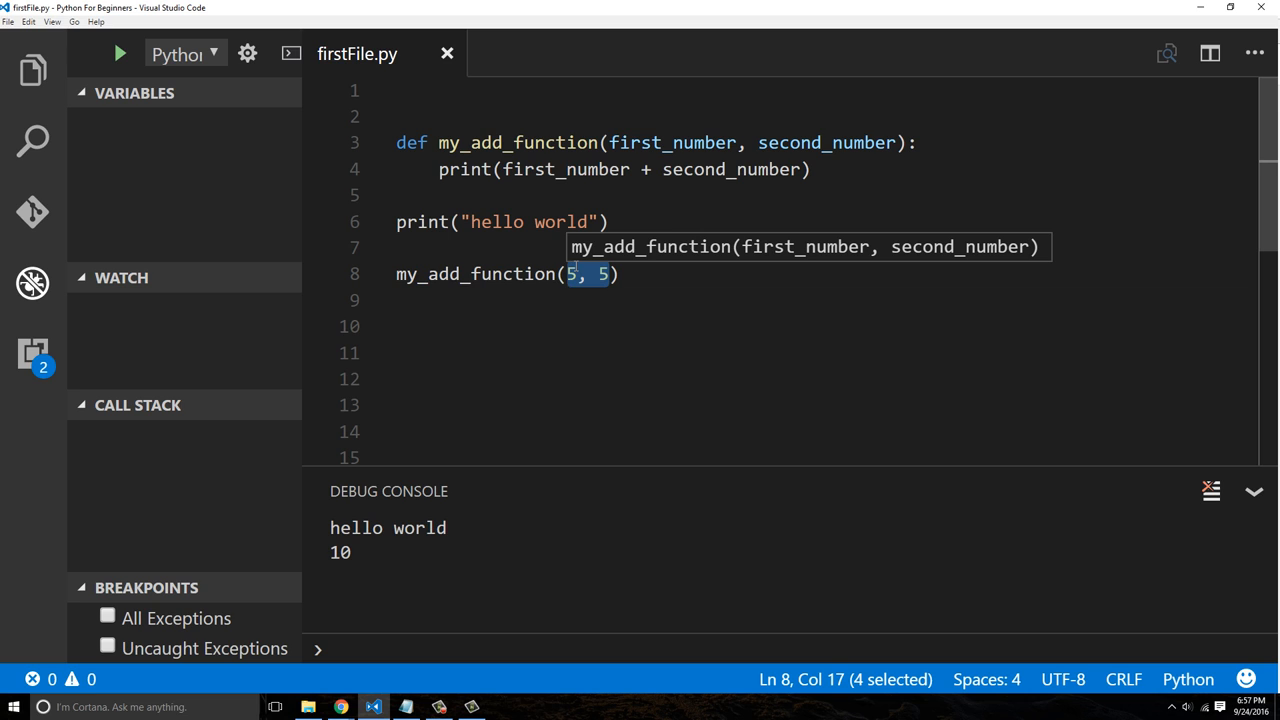 firstFile.py - Python For Beginners - Visual Studio Code
File Edit View Go Help
Python
firstFile.py
VARIABLES
WATCH
CALL STACK
BREAKPOINTS
All Exceptions
Uncaught Exceptions
2
1
2
3 def my_add_function(first_number, second_number):
4 print(first_number + second_number)
5
6 print("hello world")
7 my_add_function(first_number, second_number)
8 my_add_function(5, 5)
9
10
11
12
13
14
15
DEBUG CONSOLE
hello world
10
0 0
Ln 8, Col 17 (4 selected) Spaces: 4 UTF-8 CRLF Python
I'm Cortana. Ask me anything.
6:57 PM
9/24/2016